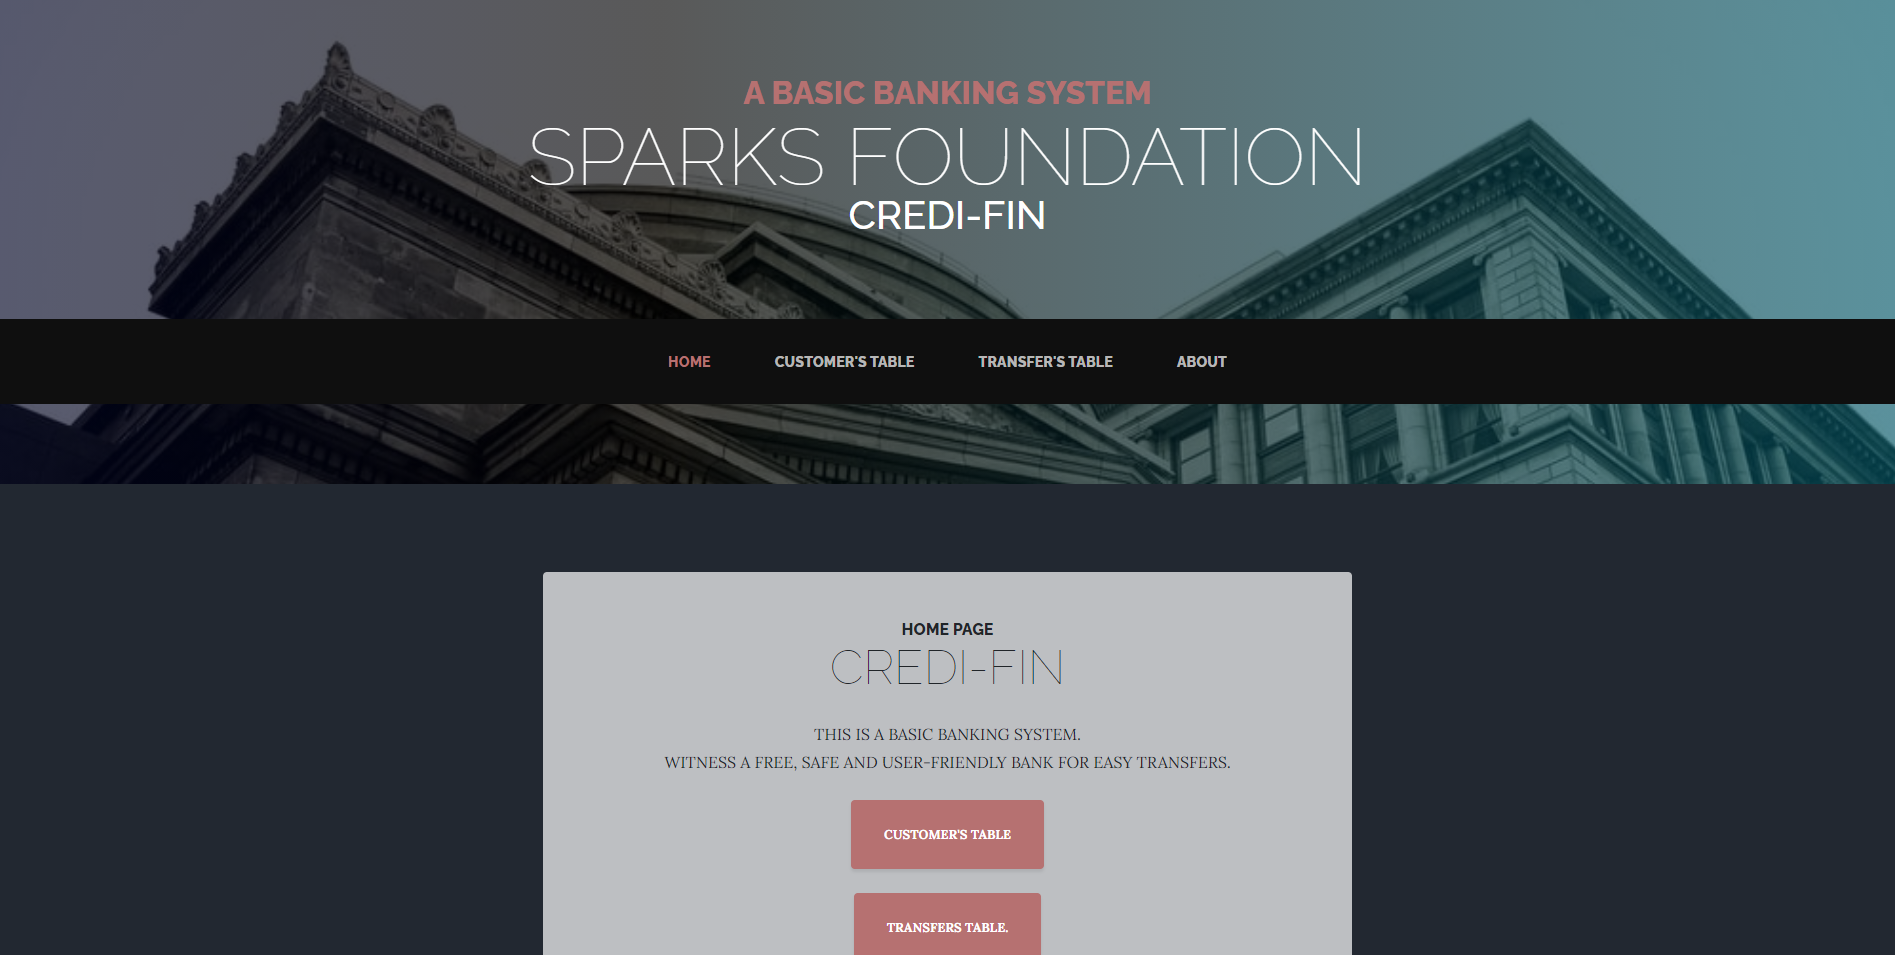 A BASIC BANKING SYSTEM
SPARKS FOUNDATION
CREDI-FIN
HOME CUSTOMER'S TABLE TRANSFER'S TABLE ABOUT
HOME PAGE
CREDI-FIN
THIS IS A BASIC BANKING SYSTEM.
WITNESS A FREE, SAFE AND USER-FRIENDLY BANK FOR EASY TRANSFERS.
CUSTOMER'S TABLE
TRANSFERS TABLE.